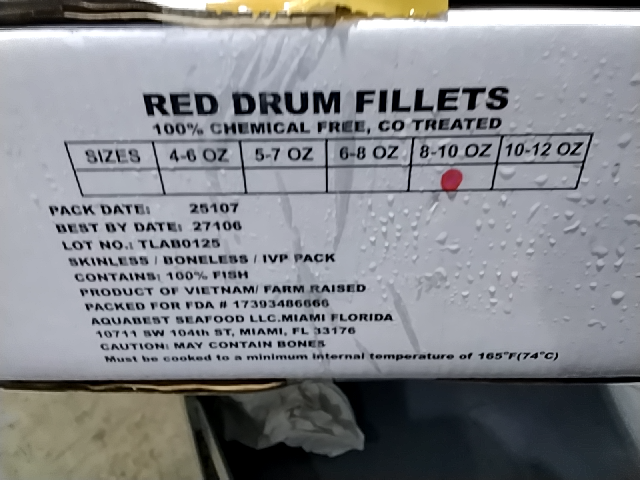 RED DRUM FILLETS
100% CHEMICAL FREE, CO TREATED
SIZES 4-6 OZ 5-7 OZ 6-8 OZ 8-10 OZ 10-12 OZ
PACK DATE: 25107
BEST BY DATE: 27106
LOT NO.: TLAB0125
SKINLESS / BONELESS / IVP PACK
CONTAINS: 100% FISH
PRODUCT OF VIETNAM/ FARM RAISED
PACKED FOR FDA # 17393486666
AQUABEST SEAFOOD LLC.MIAMI FLORIDA
10711 SW 104th ST, MIAMI, FL 33176
CAUTION: MAY CONTAIN BONES
Must be cooked to a minimum internal temperature of 165°F(74°C)